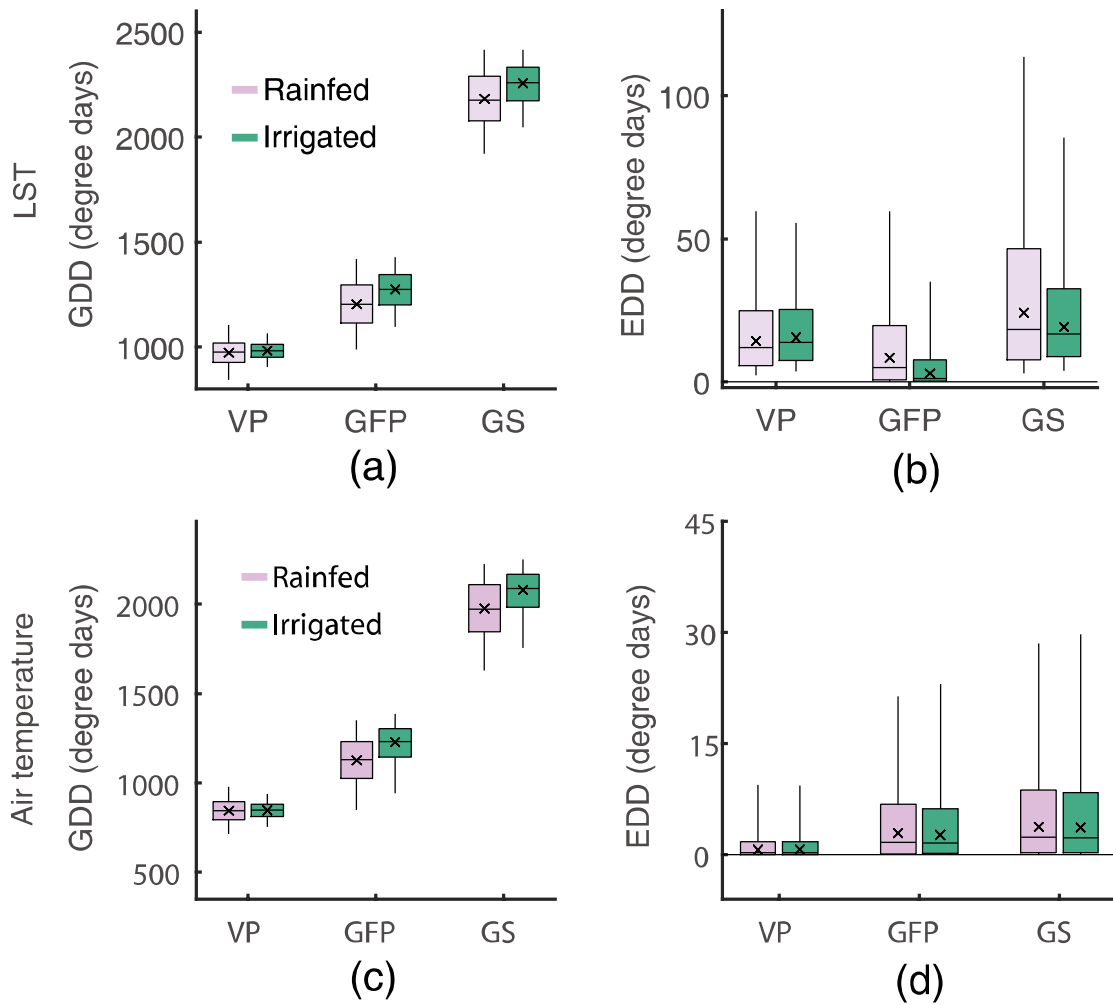 LST
GDD (degree days)
2500
2000
1500
1000
Rainfed
Irrigated
VP GFP GS
(a)
EDD (degree days)
100
50
0
VP GFP GS
(b)
Air temperature
GDD (degree days)
2000
1500
1000
500
Rainfed
Irrigated
VP GFP GS
(c)
EDD (degree days)
45
30
15
0
VP GFP GS
(d)